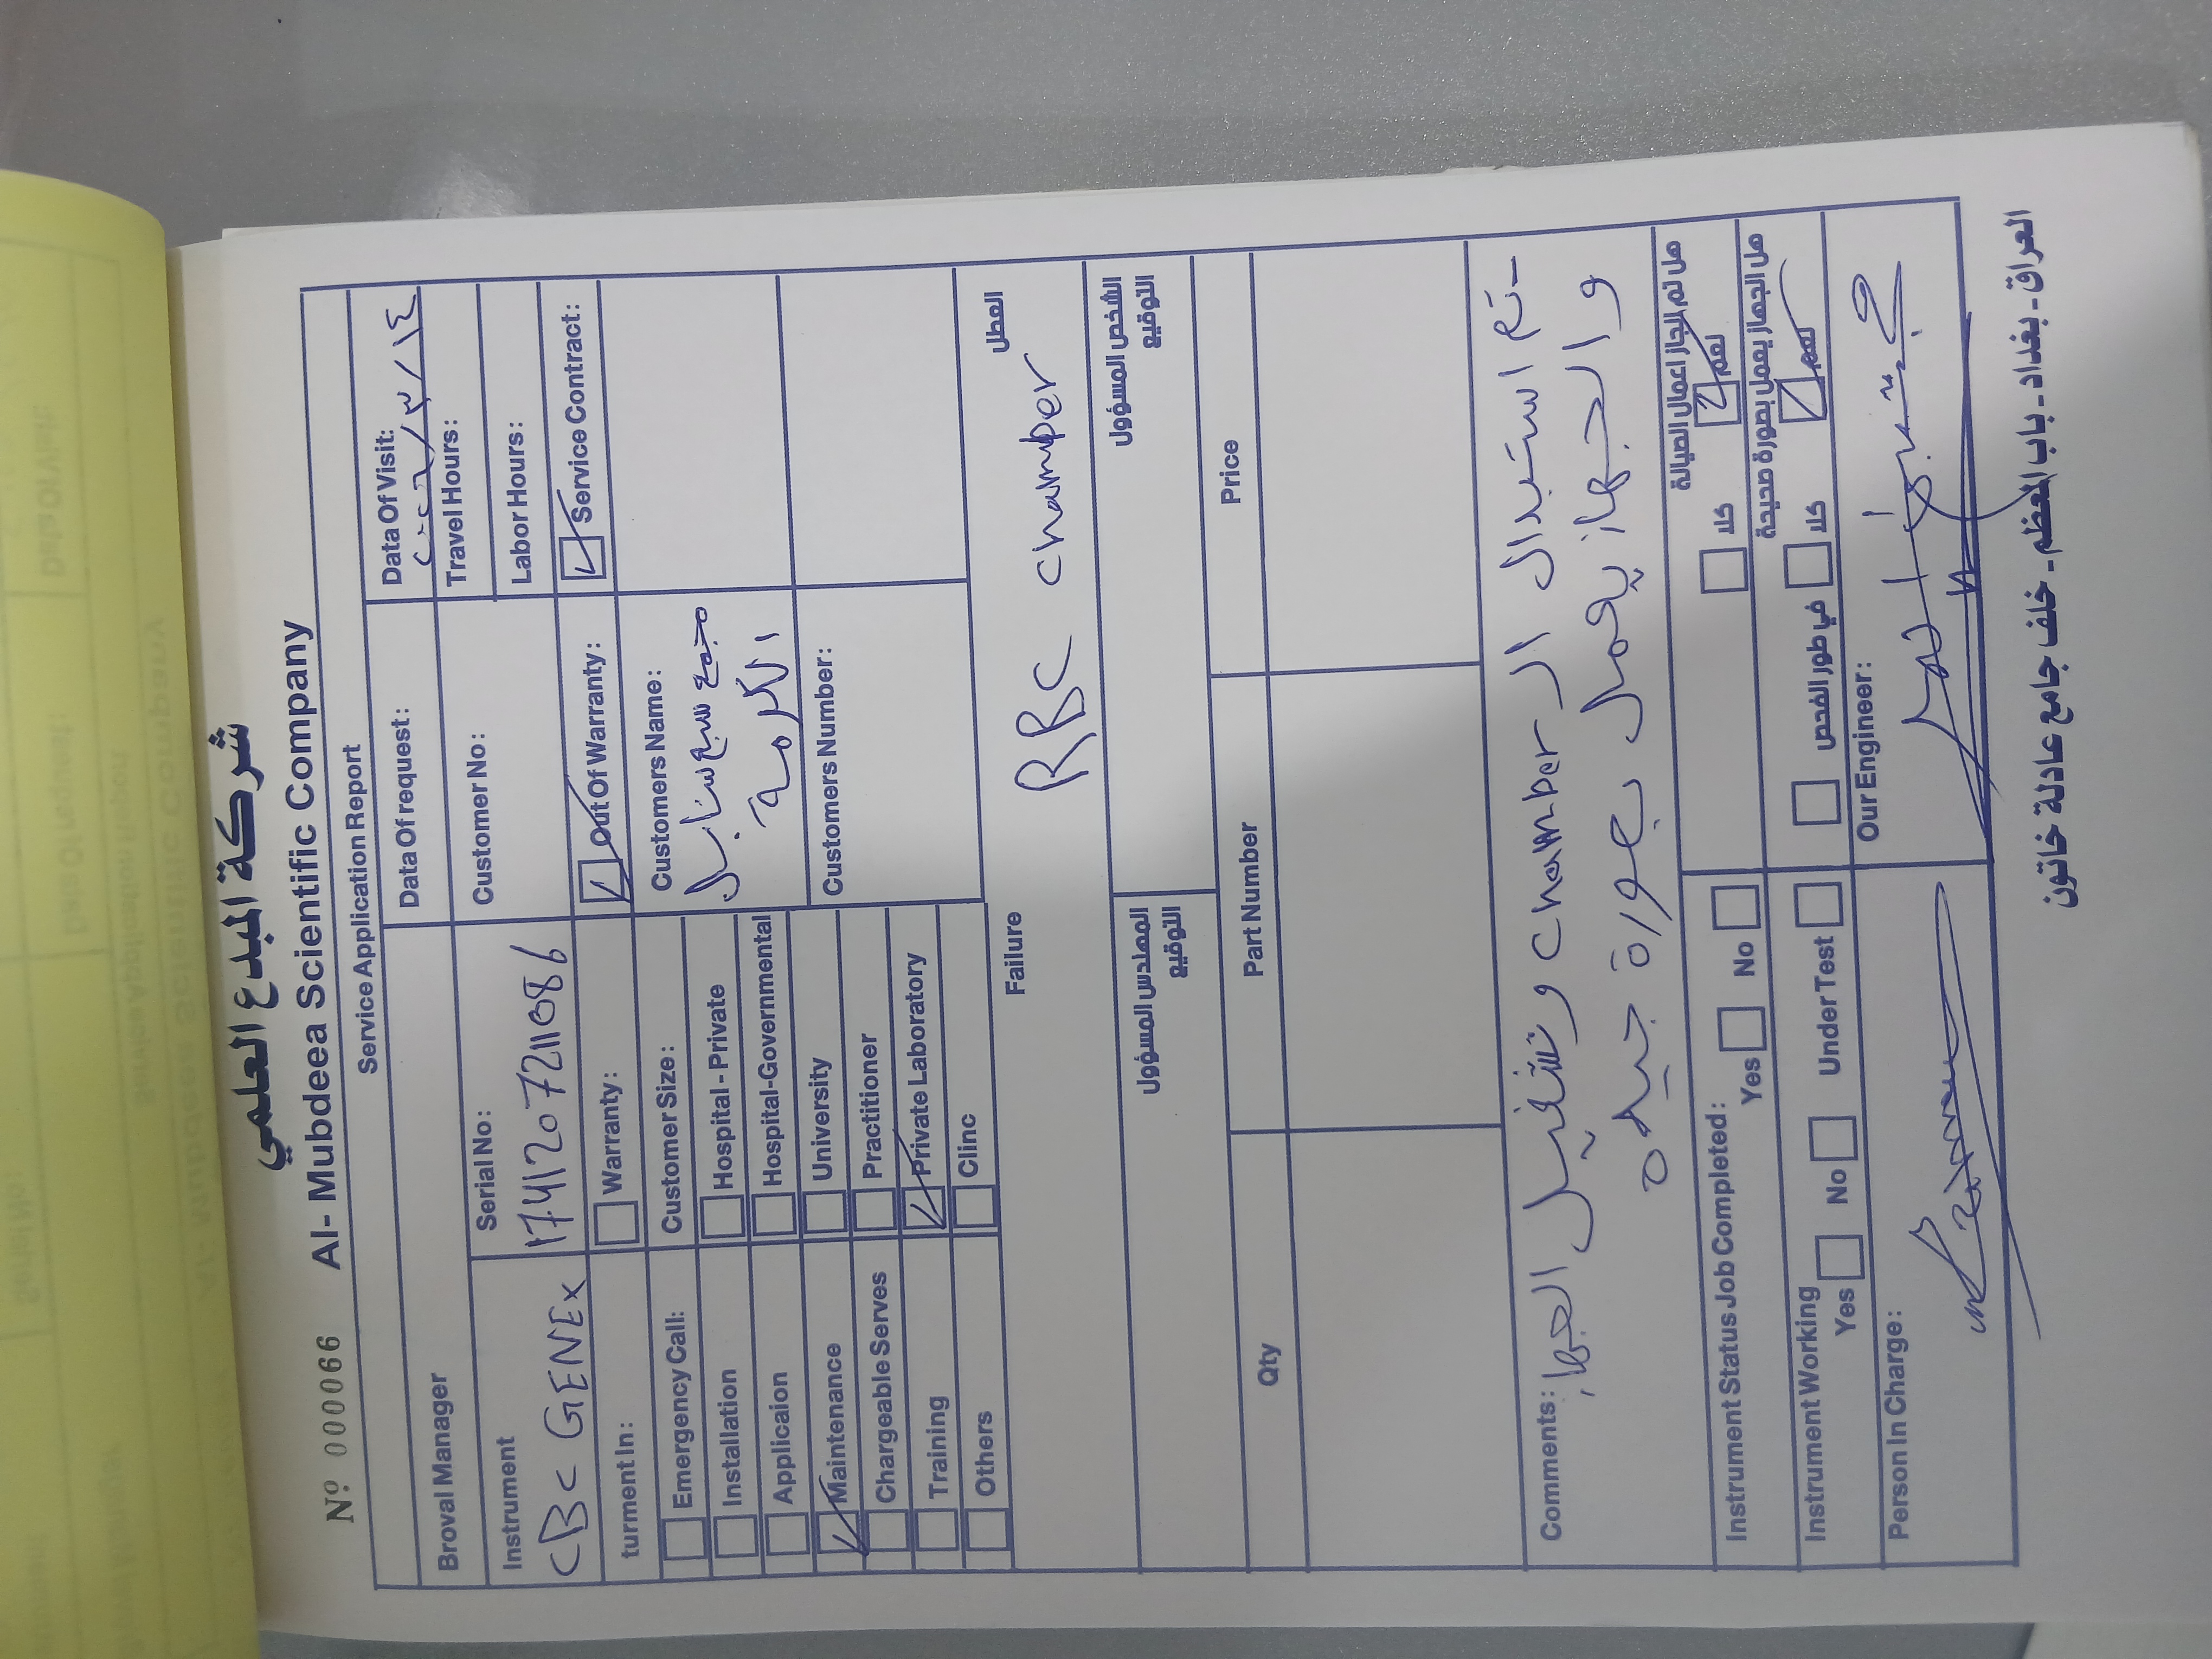 شركة المبدع العلمي
Nº 000066 Al- Mubdeea Scientific Company
Service Application Report
Broval Manager
Data Of request:
Data Of Visit:
٢٠٢٦/٣/١٤
Travel Hours:
Instrument
CBC GENEX
Serial No:
17412072111086
Customer No:
Labor Hours:
turment In:
Warranty:
Out Of Warranty:
Service Contract:
Emergency Call:
Installation
Applicaion
Maintenance
Chargeable Serves
Training
Others
Customer Size:
Hospital - Private
Hospital-Governmental
University
Practitioner
Private Laboratory
Clinc
Customers Name:
مجمع سبع سنابل
الكرمة
Customers Number:
Failure
العطل
RBC chamber
المهندس المسؤول
التوقيع
الشخص المسؤول
التوقيع
Qty
Part Number
Price
Comments:
- تم استبدال الـ chamber وتشغيل الجهاز
و الجهاز يعمل بصورة جيده
Instrument Status Job Completed:
Yes
No
هل تم انجاز اعمال الصيانة
كلا
نعم
Instrument Working
Yes
No
Under Test
هل الجهاز يعمل بصورة صحيحة
في طور الفحص
كلا
نعم
Person In Charge:
Our Engineer:
العراق - بغداد - باب المعظم - خلف جامع عادلة خاتون